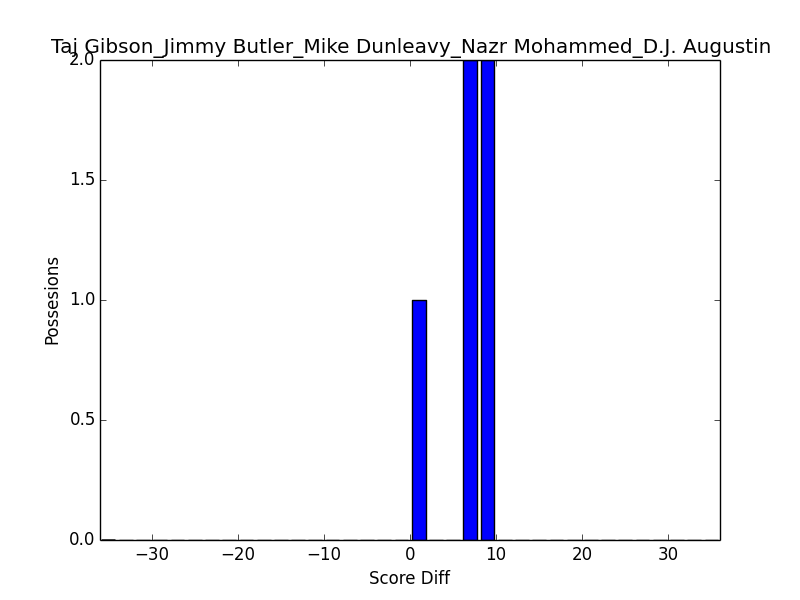 Taj Gibson_Jimmy Butler_Mike Dunleavy_Nazr Mohammed_D.J. Augustin
2.0
1.5
1.0
0.5
0.0
Possesions
−30 −20 −10 0 10 20 30
Score Diff